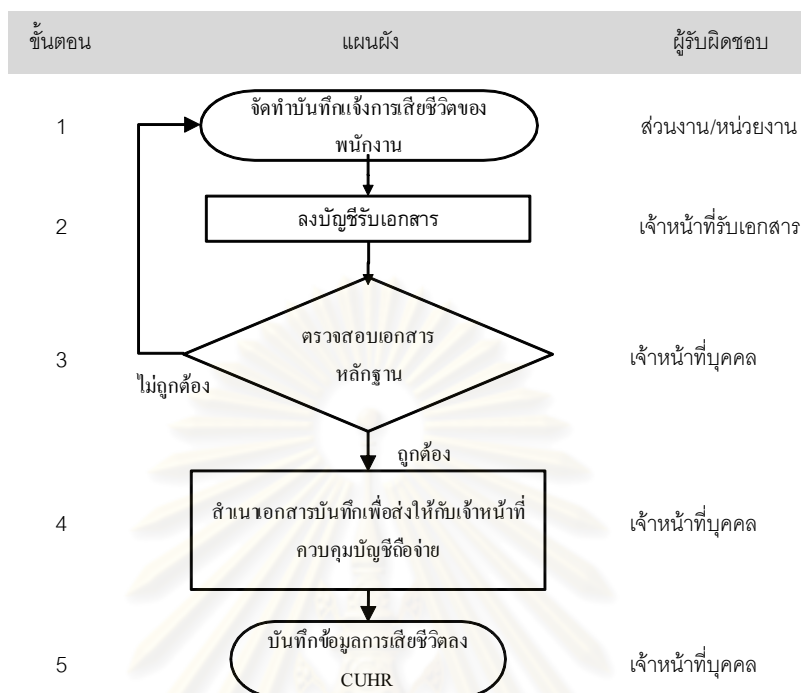 ขั้นตอน แผนผัง ผู้รับผิดชอบ
1 จัดทำบันทึกแจ้งการเสียชีวิตของ ส่วนงาน/หน่วยงาน
พนักงาน
2 ลงบัญชีรับเอกสาร เจ้าหน้าที่รับเอกสาร
3 ตรวจสอบเอกสาร เจ้าหน้าที่บุคคล
หลักฐาน
ไม่ถูกต้อง
ถูกต้อง
4 สำเนาเอกสารบันทึกเพื่อส่งให้กับเจ้าหน้าที่ เจ้าหน้าที่บุคคล
ควบคุมบัญชีถือจ่าย
5 บันทึกข้อมูลการเสียชีวิตลง เจ้าหน้าที่บุคคล
CUHR